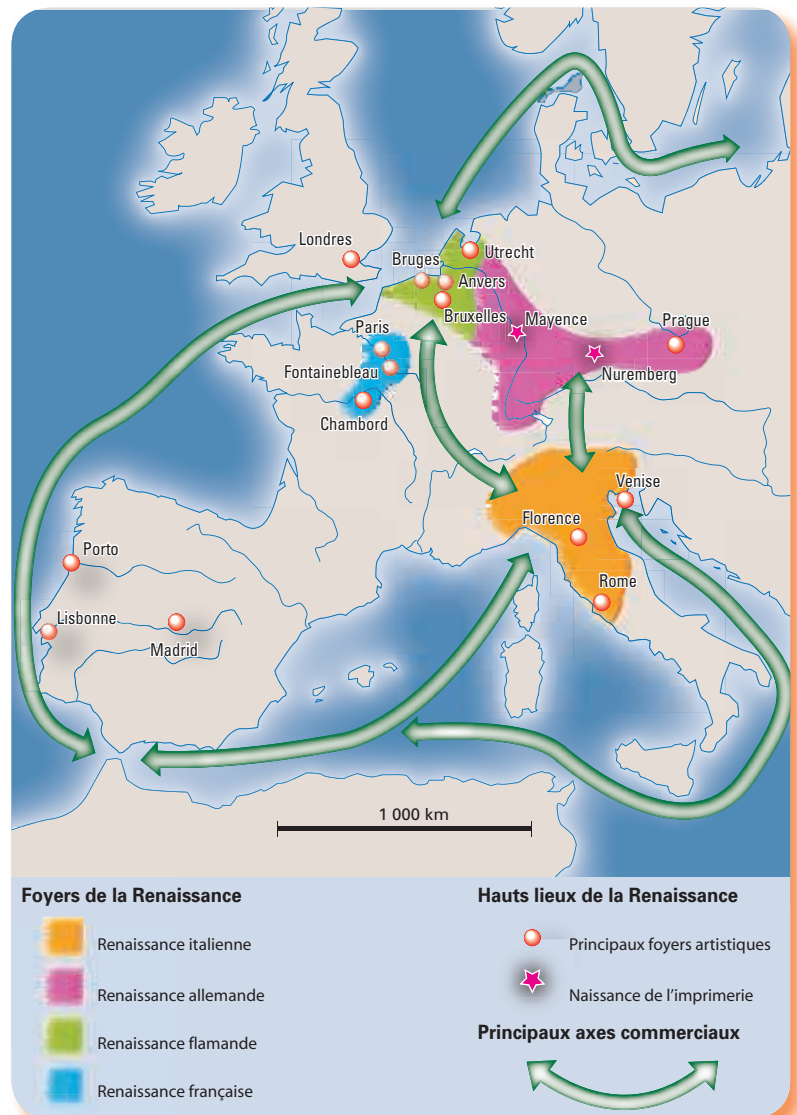 Londres
Bruges
Utrecht
Anvers
Bruxelles
Mayence
Prague
Paris
Nuremberg
Fontainebleau
Chambord
Venise
Florence
Porto
Rome
Lisbonne
Madrid
1 000 km
Foyers de la Renaissance
Renaissance italienne
Renaissance allemande
Renaissance flamande
Renaissance française
Hauts lieux de la Renaissance
Principaux foyers artistiques
Naissance de l'imprimerie
Principaux axes commerciaux